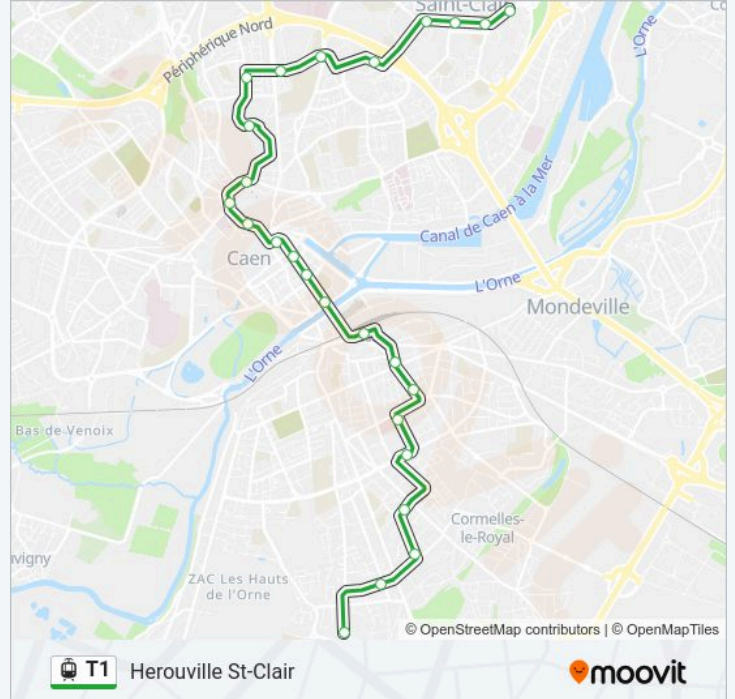 Saint-Clair
Périphérique Nord
L'Orne
Canal de Caen à la Mer
Caen
L'Orne
Mondeville
L'Orne
Bas de Venoix
Cormelles-
le-Royal
vigny
ZAC Les Hauts
de l'Orne
© OpenStreetMap contributors | © OpenMapTiles
T1 Herouville St-Clair
moovit